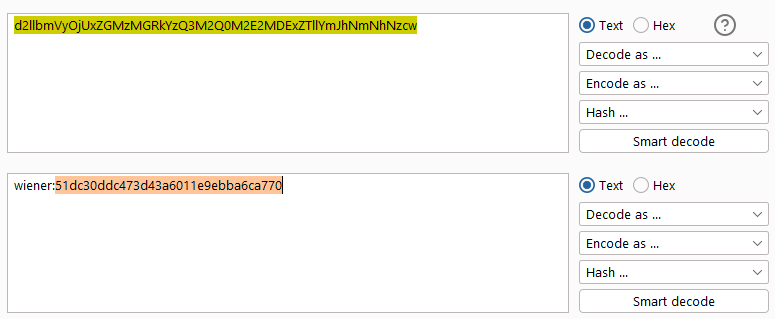 d2llbmVyOjUxZGMzMGRkYzQ3M2Q0M2E2MDExZTllYmJhNmNhNzcw
Text Hex ?
Decode as ...
Encode as ...
Hash ...
Smart decode
wiener:51dc30ddc473d43a6011e9ebba6ca770
Text Hex
Decode as ...
Encode as ...
Hash ...
Smart decode